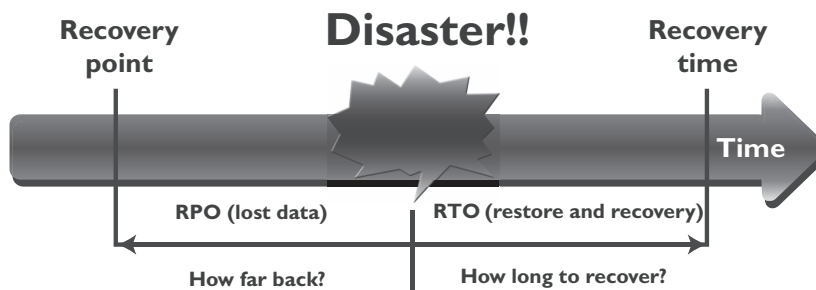 Disaster!!
Recovery
point
Recovery
time
Time
RPO (lost data)
RTO (restore and recovery)
How far back?
How long to recover?